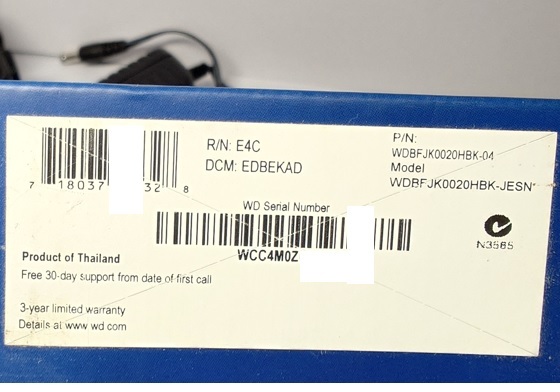 R/N: E4C
DCM: EDBEKAD
P/N:
WDBFJK0020HBK-04
Model
WDBFJK0020HBK-JESN
7 18037 32 8
WD Serial Number
WCC4M0Z
N3565
Product of Thailand
Free 30-day support from date of first call
3-year limited warranty
Details at www wd com